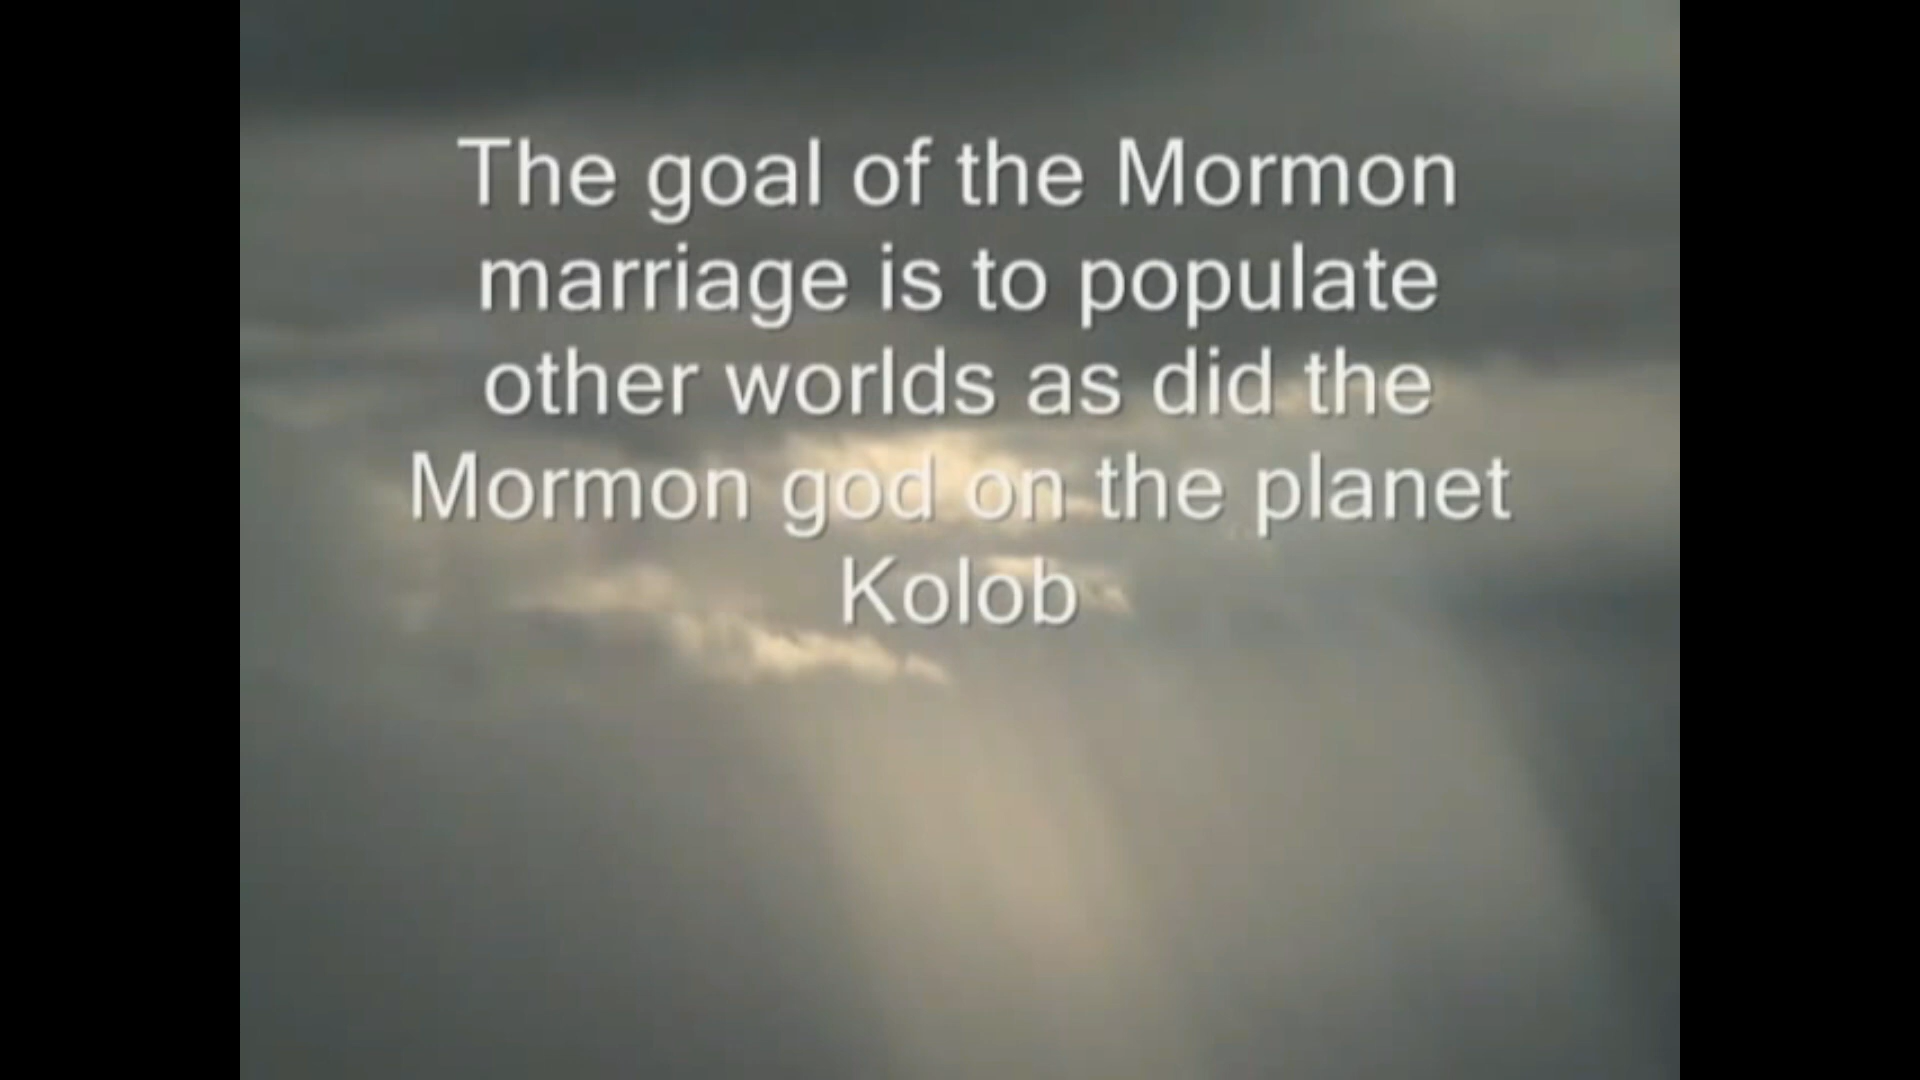 The goal of the Mormon
marriage is to populate
other worlds as did the
Mormon god on the planet
Kolob